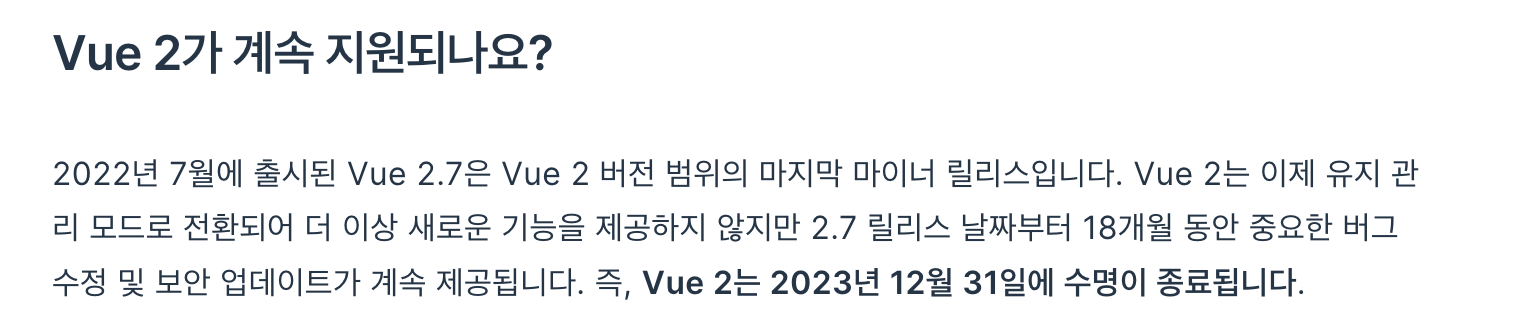 Vue 2가 계속 지원되나요?
2022년 7월에 출시된 Vue 2.7은 Vue 2 버전 범위의 마지막 마이너 릴리스입니다. Vue 2는 이제 유지 관
리 모드로 전환되어 더 이상 새로운 기능을 제공하지 않지만 2.7 릴리스 날짜부터 18개월 동안 중요한 버그
수정 및 보안 업데이트가 계속 제공됩니다. 즉, Vue 2는 2023년 12월 31일에 수명이 종료됩니다.